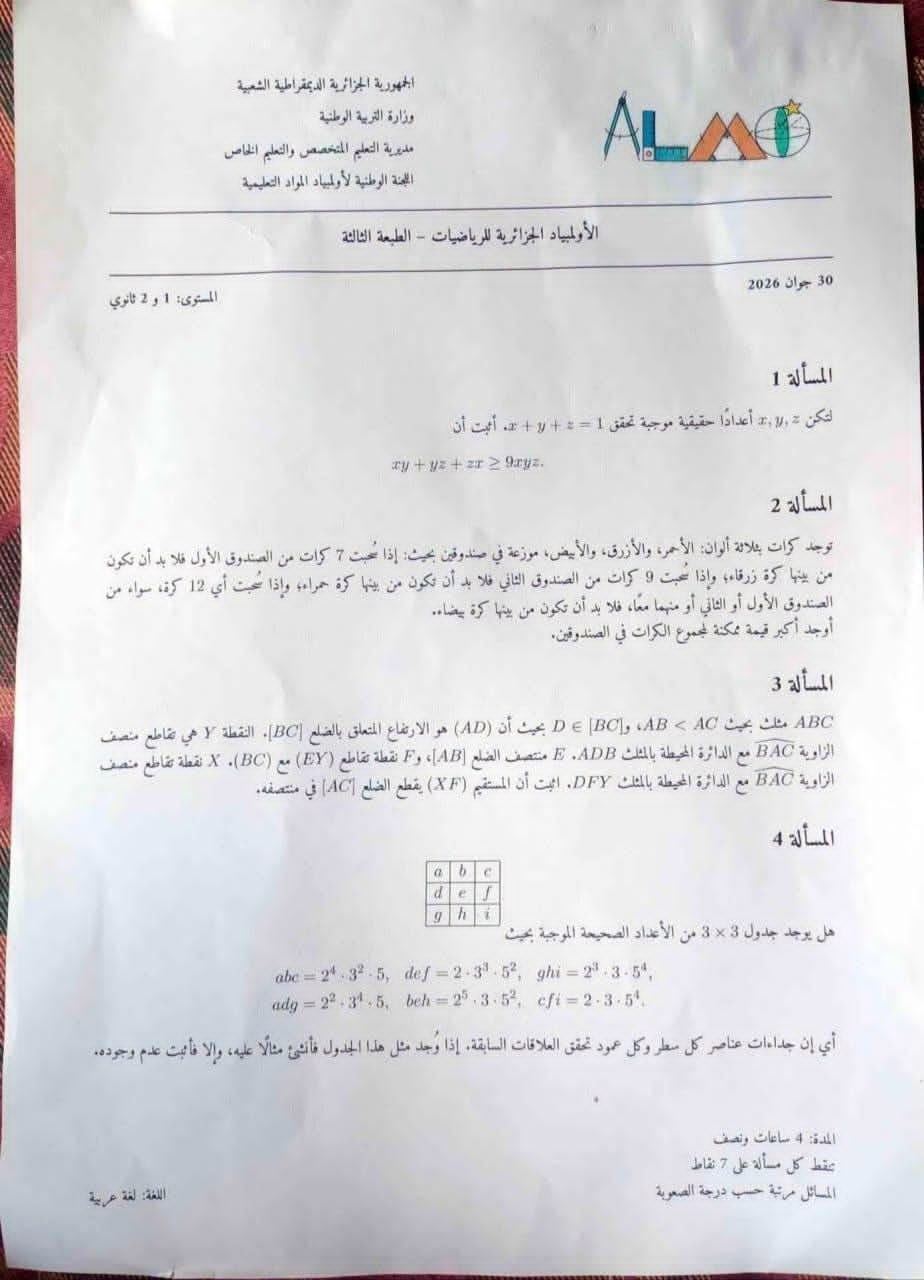 الجمهورية الجزائرية الديمقراطية الشعبية
وزارة التربية الوطنية
مديرية التعليم المتخصص والتعليم الخاص
اللجنة الوطنية لأولمبياد المواد التعليمية
ALMO
الأولمبياد الجزائرية للرياضيات – الطبعة الثالثة
30 جوان 2026
المستوى: 1 و 2 ثانوي
المسألة 1
لتكن x, y, z أعدادًا حقيقية موجبة تحقق x + y + z = 1. أثبت أن
xy + yz + zx ≥ 9xyz.
المسألة 2
توجد كرات بثلاثة ألوان: الأحمر، والأزرق، والأبيض، موزعة في صندوقين بحيث: إذا سُحبت 7 كرات من الصندوق الأول فلا بد أن تكون
من بينها كرة زرقاء؛ وإذا سُحبت 9 كرات من الصندوق الثاني فلا بد أن تكون من بينها كرة حمراء؛ وإذا سُحبت أي 12 كرة، سواء من
الصندوق الأول أو الثاني أو منهما معًا، فلا بد أن تكون من بينها كرة بيضاء.
أوجد أكبر قيمة ممكنة لمجموع الكرات في الصندوقين.
المسألة 3
ABC مثلث بحيث AB < AC، و D ∈ [BC] بحيث أن (AD) هو الارتفاع المتعلق بالضلع [BC]. النقطة Y هي تقاطع منصف
الزاوية \widehat{BAC} مع الدائرة المحيطة بالمثلث ADB. E منتصف الضلع [AB]، و F نقطة تقاطع (EY) مع (BC). X نقطة تقاطع منصف
الزاوية \widehat{BAC} مع الدائرة المحيطة بالمثلث DFY. اثبت أن المستقيم (XF) يقطع الضلع [AC] في منتصفه.
المسألة 4
a b c
d e f
g h i
هل يوجد جدول 3 × 3 من الأعداد الصحيحة الموجبة بحيث
abc = 2⁴ · 3² · 5, def = 2 · 3³ · 5², ghi = 2³ · 3 · 5⁴,
adg = 2² · 3⁴ · 5, beh = 2⁵ · 3 · 5², cfi = 2 · 3 · 5⁴.
أي إن جداءات عناصر كل سطر وكل عمود تحقق العلاقات السابقة. إذا وُجد مثل هذا الجدول فأنشئ مثالًا عليه، وإلا فأثبت عدم وجوده.
المدة: 4 ساعات ونصف
تنقط كل مسألة على 7 نقاط
المسائل مرتبة حسب درجة الصعوبة
اللغة: لغة عربية